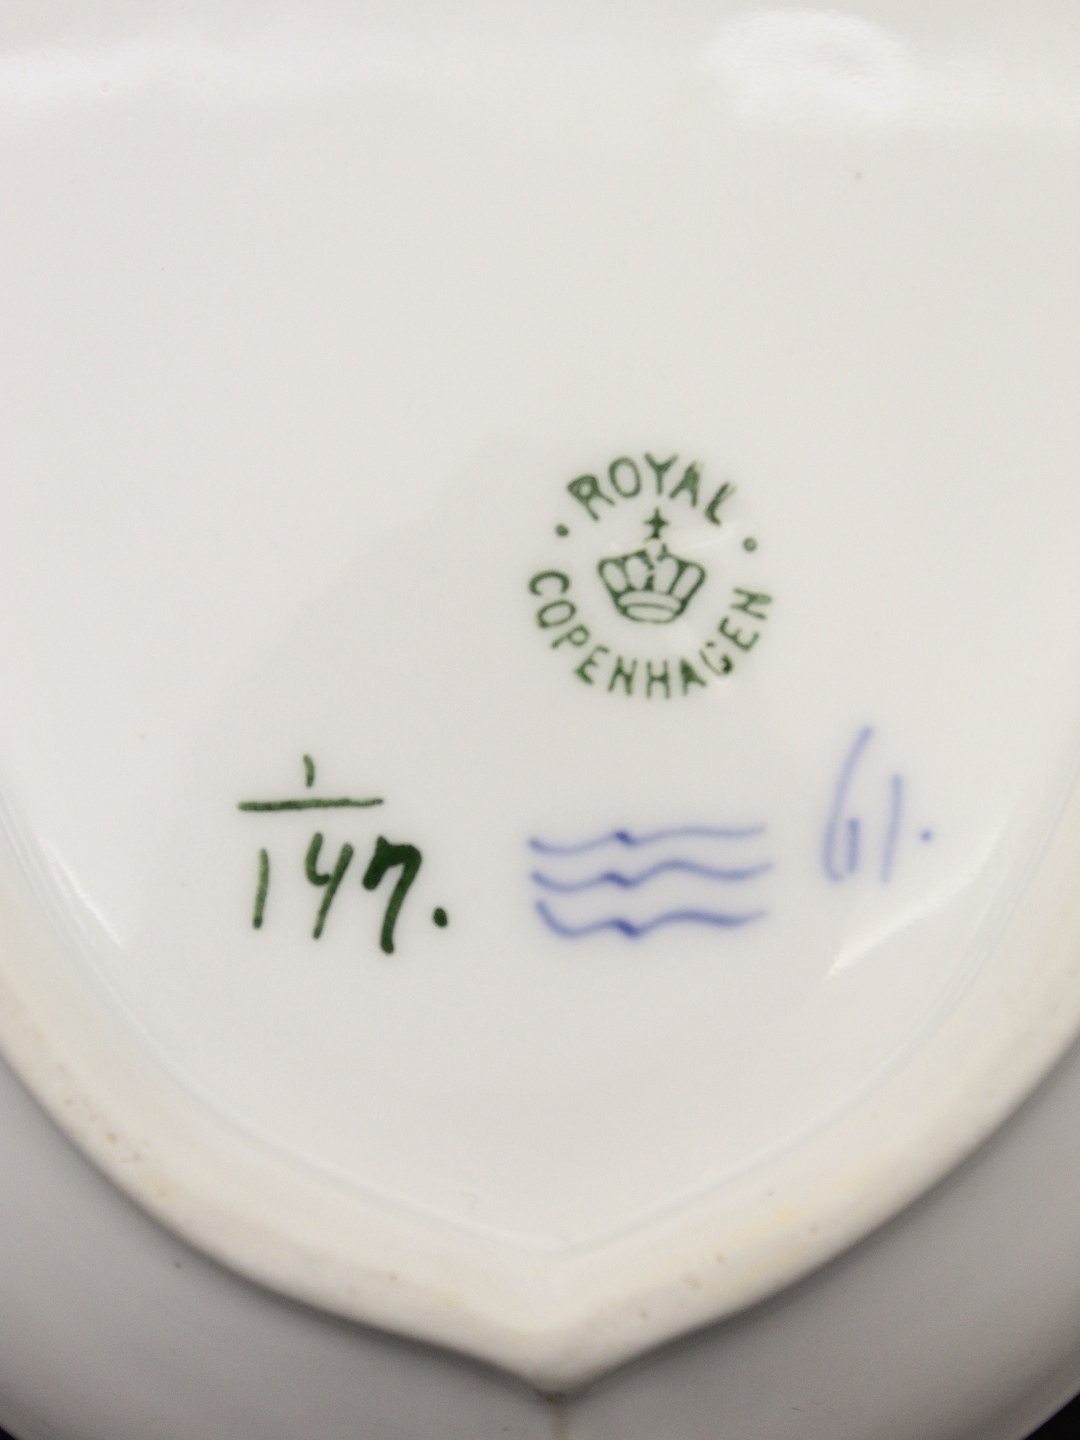 ROYAL
COPENHAGEN
1
147.
61.